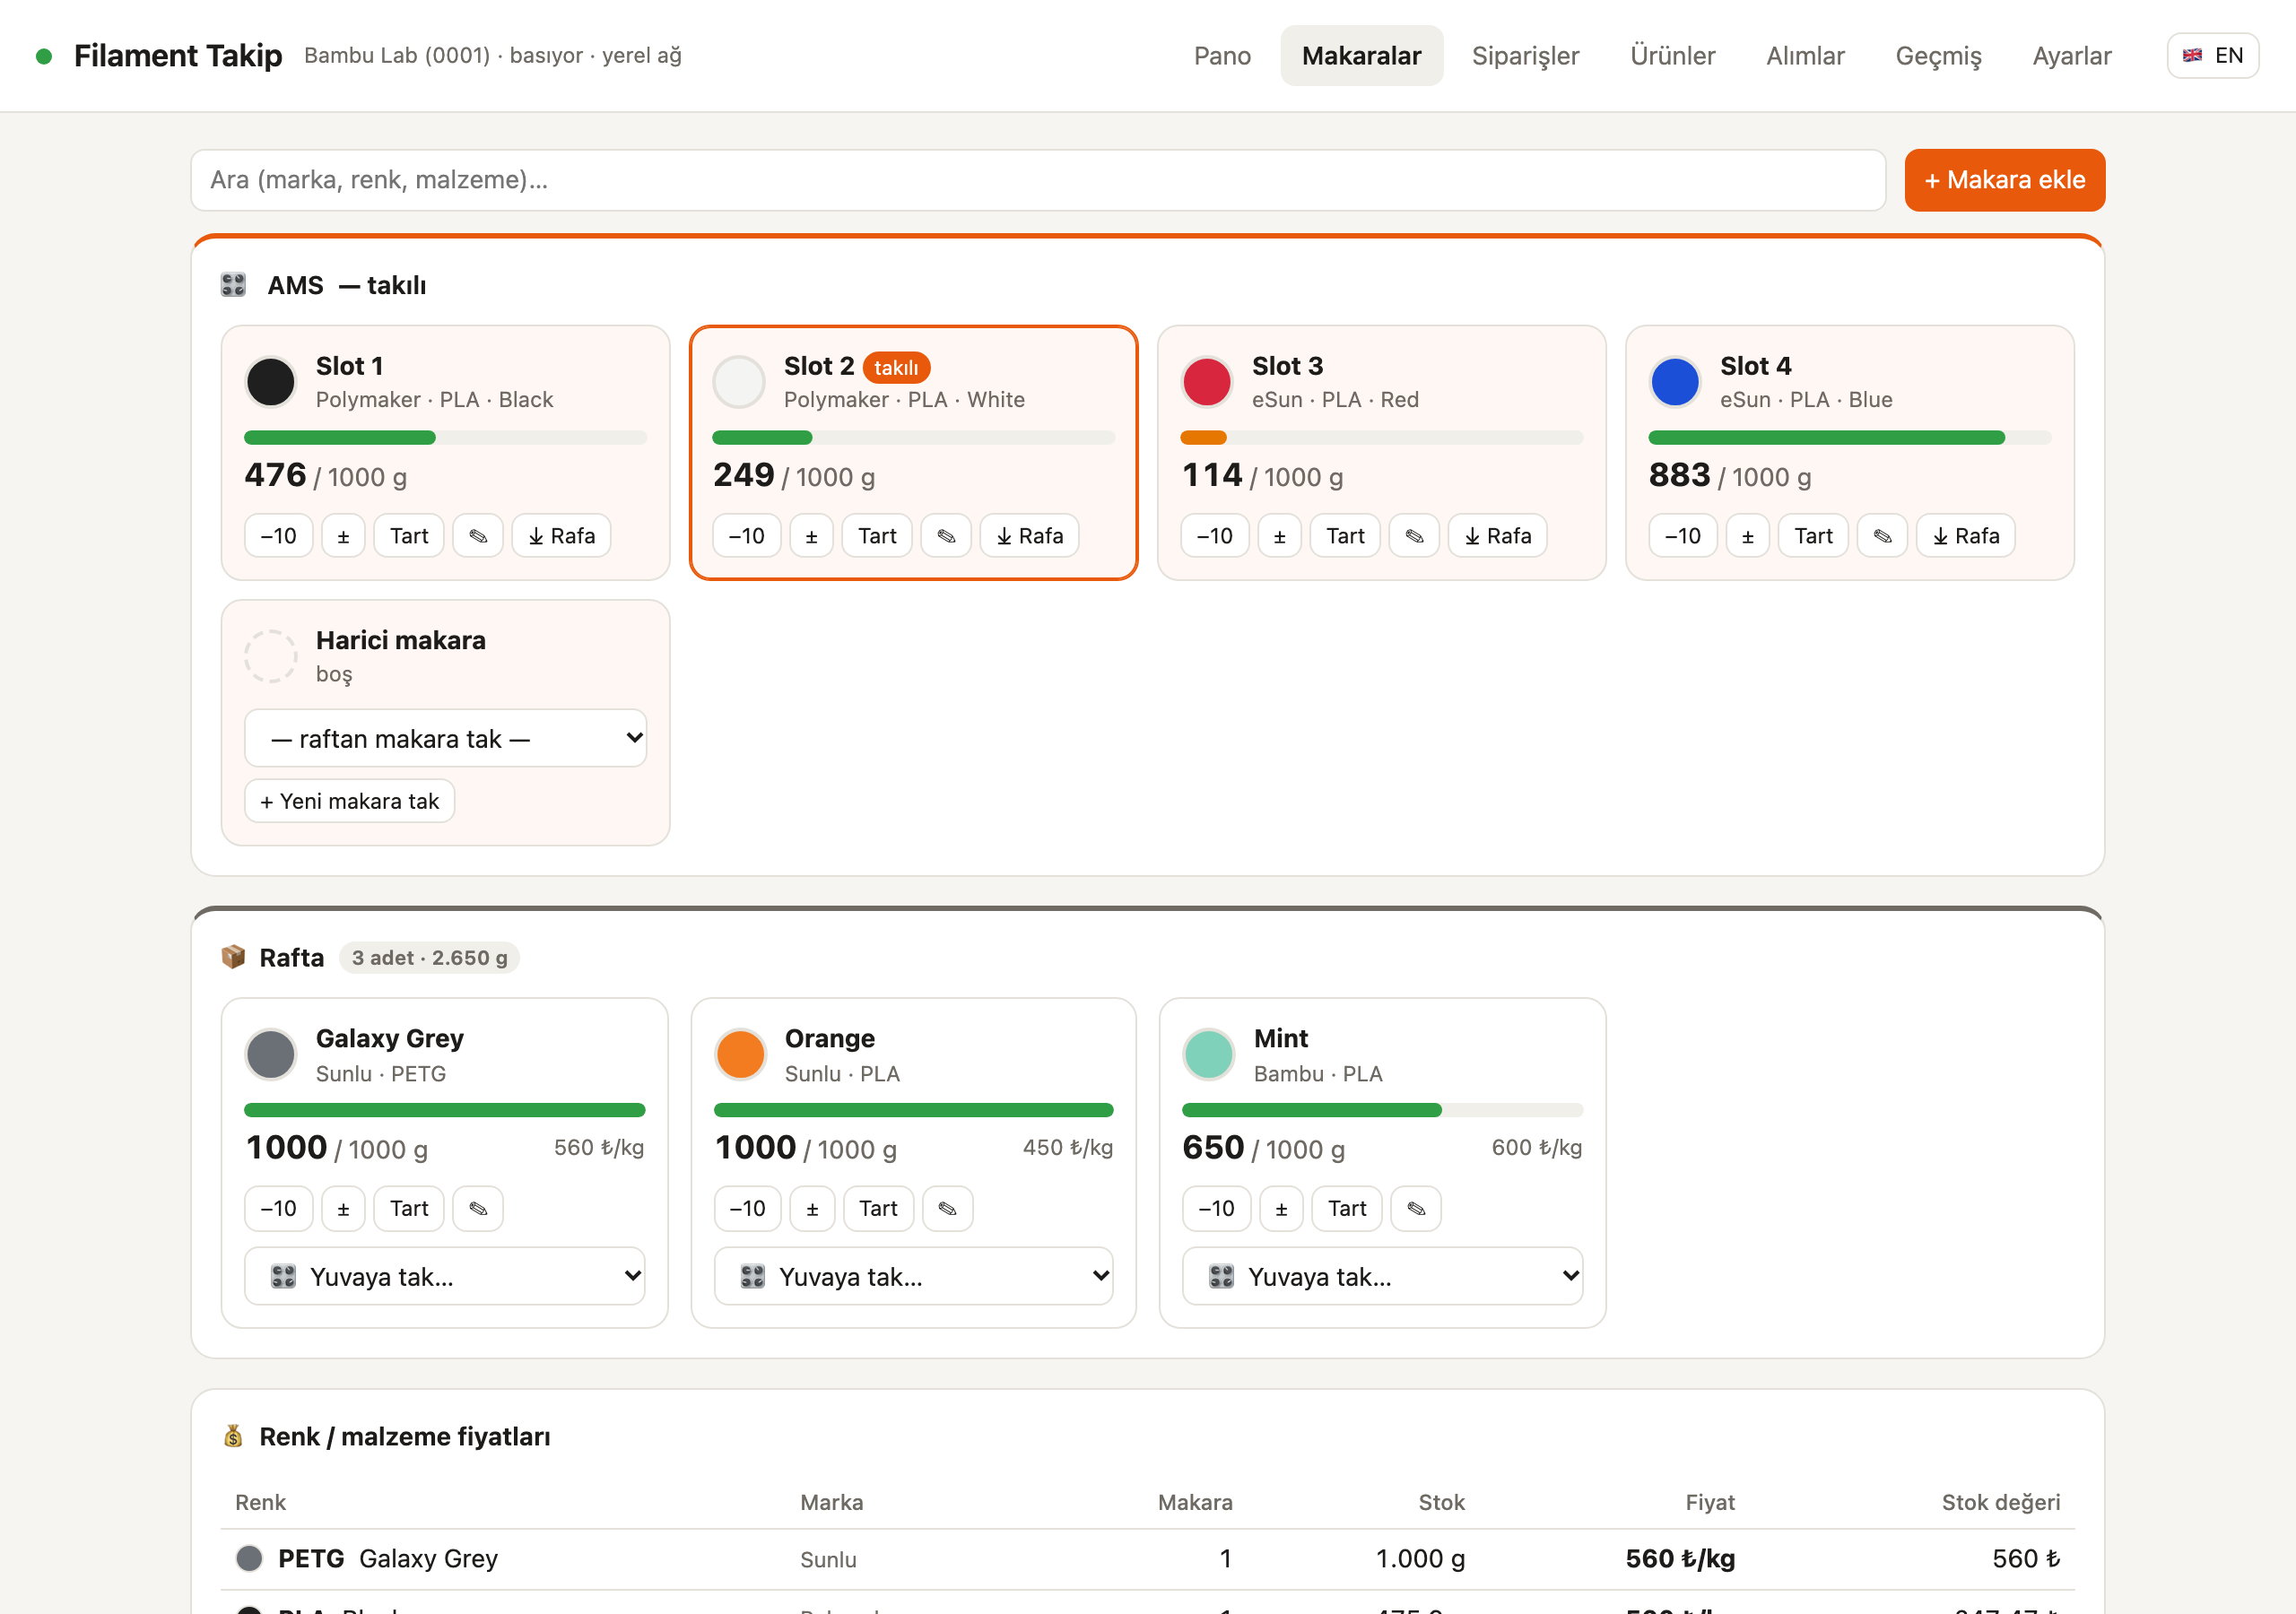 Filament Takip Bambu Lab (0001) · basıyor · yerel ağ Pano Makaralar Siparişler Ürünler Alımlar Geçmiş Ayarlar 🇬🇧 EN
Ara (marka, renk, malzeme)... + Makara ekle
AMS — takılı
Slot 1
Polymaker · PLA · Black
476 / 1000 g
−10 ± Tart ✎ ↓ Rafa
Slot 2 takılı
Polymaker · PLA · White
249 / 1000 g
−10 ± Tart ✎ ↓ Rafa
Slot 3
eSun · PLA · Red
114 / 1000 g
−10 ± Tart ✎ ↓ Rafa
Slot 4
eSun · PLA · Blue
883 / 1000 g
−10 ± Tart ✎ ↓ Rafa
Harici makara
boş
— raftan makara tak —
+ Yeni makara tak
Rafta 3 adet · 2.650 g
Galaxy Grey
Sunlu · PETG
1000 / 1000 g 560 ₺/kg
−10 ± Tart ✎
Yuvaya tak...
Orange
Sunlu · PLA
1000 / 1000 g 450 ₺/kg
−10 ± Tart ✎
Yuvaya tak...
Mint
Bambu · PLA
650 / 1000 g 600 ₺/kg
−10 ± Tart ✎
Yuvaya tak...
Renk / malzeme fiyatları
Renk Marka Makara Stok Fiyat Stok değeri
PETG Galaxy Grey Sunlu 1 1.000 g 560 ₺/kg 560 ₺